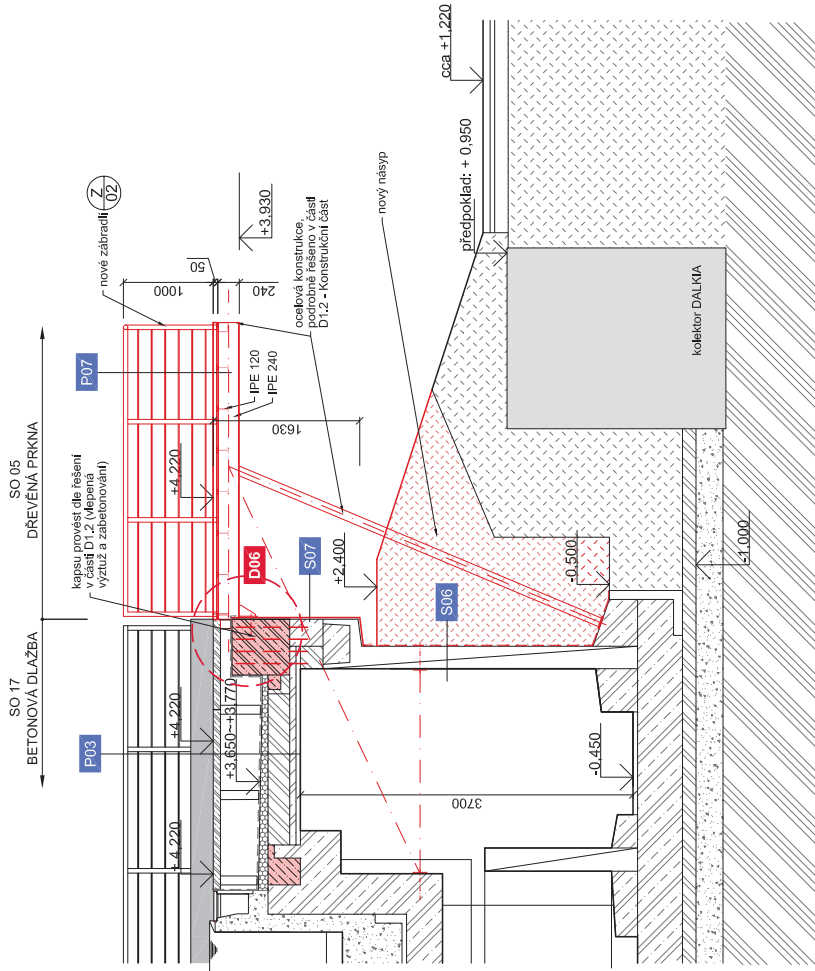 SO 17
BETONOVÁ DLAŽBA
SO 05
DŘEVĚNÁ PRKNA
P03
P07
kapsu provést dle řešení
v části D1.2 (vlepená
výztuž a zabetonování)
nové zábradlí
Z
02
1000
50
240
+3,930
+4,220
+4,220
+4,220
+3,650~+3,770
D06
S07
IPE 120
IPE 240
1630
ocelová konstrukce,
podrobně řešeno v části
D1.2 - Konstrukční část
nový násyp
cca +1,220
předpoklad: + 0,950
+2,400
S06
3700
-0,450
-0,500
-1.000
kolektor DALKIA